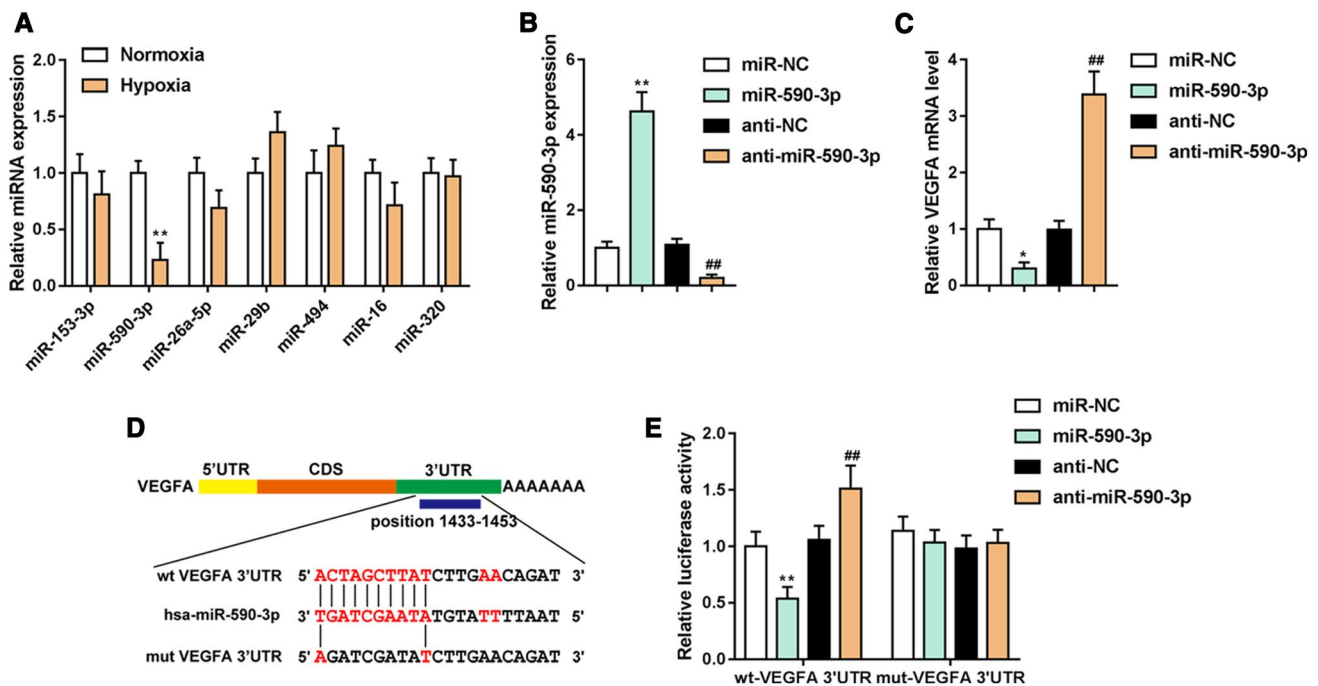 A
Normoxia
Hypoxia
Relative miRNA expression
2.0
1.5
1.0
0.5
0.0
**
miR-153-3p
miR-590-3p
miR-26a-5p
miR-29b
miR-494
miR-16
miR-320
B
Relative miR-590-3p expression
6
4
2
0
**
##
miR-NC
miR-590-3p
anti-NC
anti-miR-590-3p
C
Relative VEGFA mRNA level
4
3
2
1
0
*
##
miR-NC
miR-590-3p
anti-NC
anti-miR-590-3p
D
5'UTR CDS 3'UTR
VEGFA AAAAAAA
position 1433-1453
wt VEGFA 3'UTR 5' ACTAGCTTATCTTGAACAGAT 3'
hsa-miR-590-3p 3' TGATCGAATATGTATTTTAAT 5'
mut VEGFA 3'UTR 5' AGATCGATATCTTGAACAGAT 3'
E
miR-NC
miR-590-3p
anti-NC
anti-miR-590-3p
Relative luciferase activity
2.0
1.5
1.0
0.5
0.0
**
##
wt-VEGFA 3'UTR mut-VEGFA 3'UTR